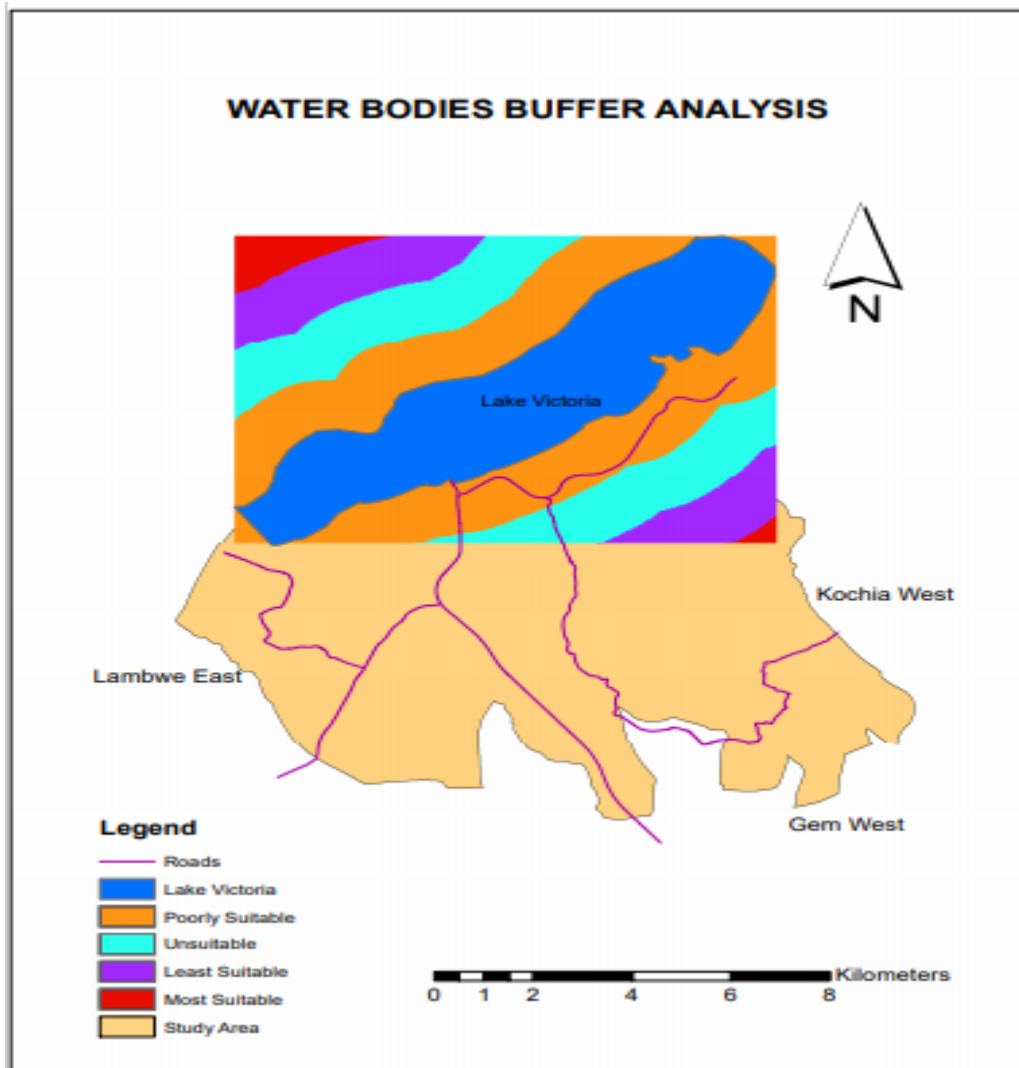 WATER BODIES BUFFER ANALYSIS
N
Lake Victoria
Kochia West
Lambwe East
Gem West
Legend
Roads
Lake Victoria
Poorly Suitable
Unsuitable
Least Suitable
Most Suitable
Study Area
Kilometers
0 1 2 4 6 8